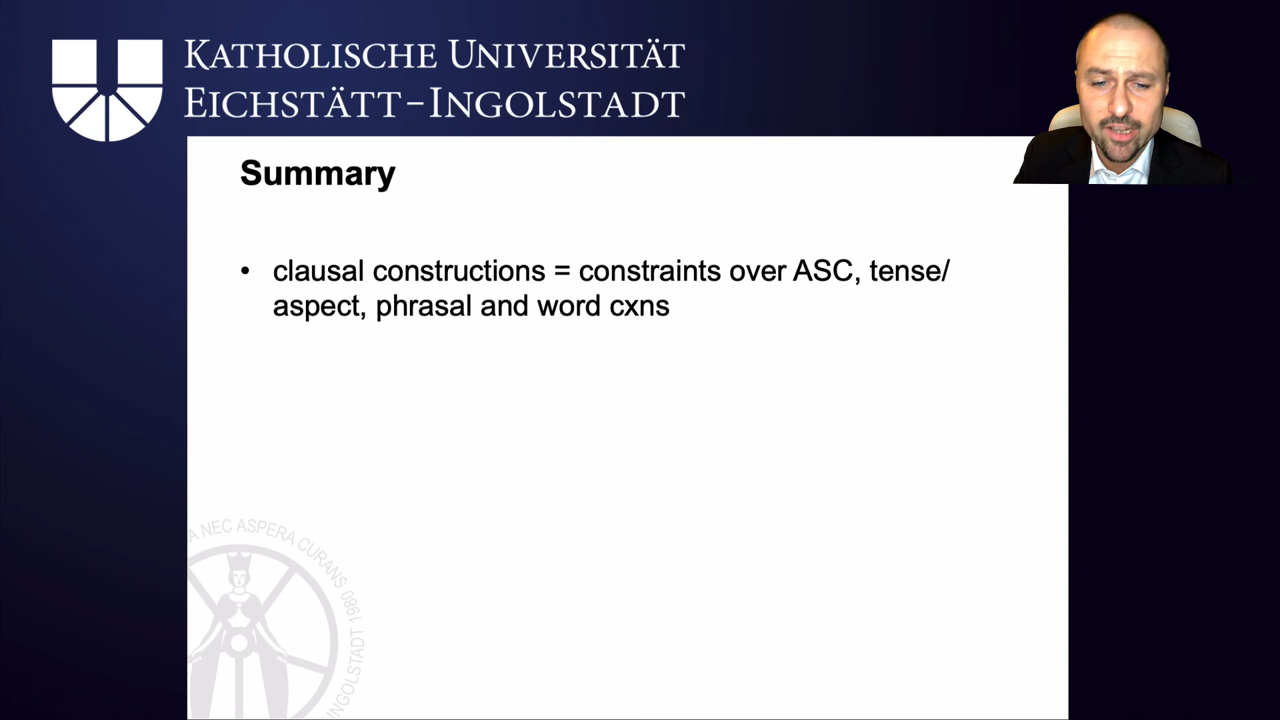 KATHOLISCHE UNIVERSITÄT
EICHSTÄTT-INGOLSTADT
Summary
• clausal constructions = constraints over ASC, tense/
aspect, phrasal and word cxns
A NEC ASPERA CURANS 1980
INGOLSTADT